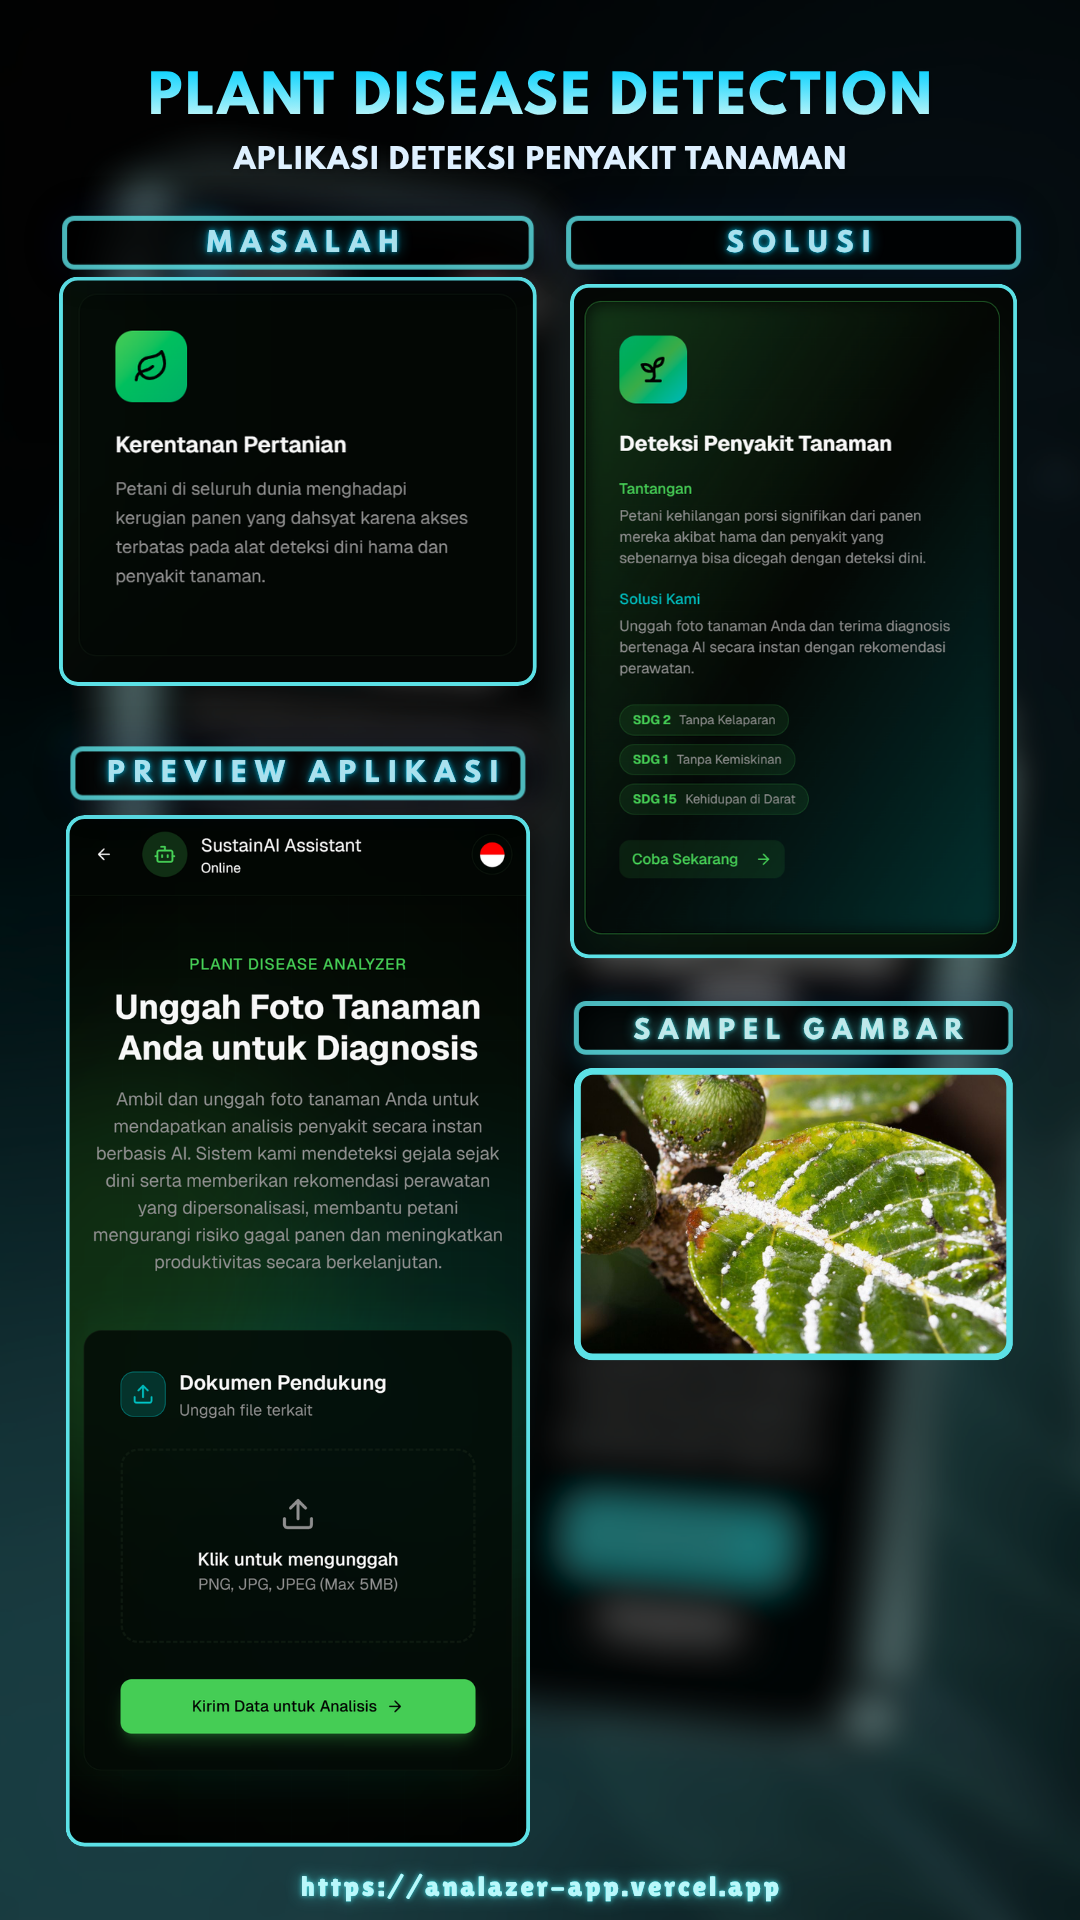 PLANT DISEASE DETECTION
APLIKASI DETEKSI PENYAKIT TANAMAN
MASALAH
Kerentanan Pertanian
Petani di seluruh dunia menghadapi
kerugian panen yang dahsyat karena akses
terbatas pada alat deteksi dini hama dan
penyakit tanaman.
SOLUSI
Deteksi Penyakit Tanaman
Tantangan
Petani kehilangan porsi signifikan dari panen
mereka akibat hama dan penyakit yang
sebenarnya bisa dicegah dengan deteksi dini.
Solusi Kami
Unggah foto tanaman Anda dan terima diagnosis
bertenaga AI secara instan dengan rekomendasi
perawatan.
SDG 2 Tanpa Kelaparan
SDG 1 Tanpa Kemiskinan
SDG 15 Kehidupan di Darat
Coba Sekarang
PREVIEW APLIKASI
SustainAI Assistant
Online
PLANT DISEASE ANALYZER
Unggah Foto Tanaman
Anda untuk Diagnosis
Ambil dan unggah foto tanaman Anda untuk
mendapatkan analisis penyakit secara instan
berbasis AI. Sistem kami mendeteksi gejala sejak
dini serta memberikan rekomendasi perawatan
yang dipersonalisasi, membantu petani
mengurangi risiko gagal panen dan meningkatkan
produktivitas secara berkelanjutan.
Dokumen Pendukung
Unggah file terkait
Klik untuk mengunggah
PNG, JPG, JPEG (Max 5MB)
Kirim Data untuk Analisis
SAMPEL GAMBAR
https://analazer-app.vercel.app